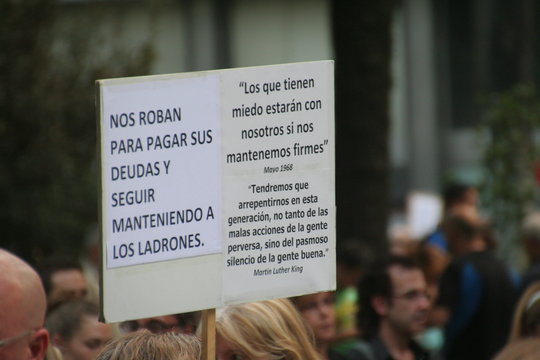 NOS ROBAN
PARA PAGAR SUS
DEUDAS Y
SEGUIR
MANTENIENDO A
LOS LADRONES.
"Los que tienen
miedo estarán con
nosotros si nos
mantenemos firmes"
Mayo 1968
"Tendremos que
arrepentirnos en esta
generación, no tanto de las
malas acciones de la gente
perversa, sino del pasmoso
silencio de la gente buena."
Martin Luther King